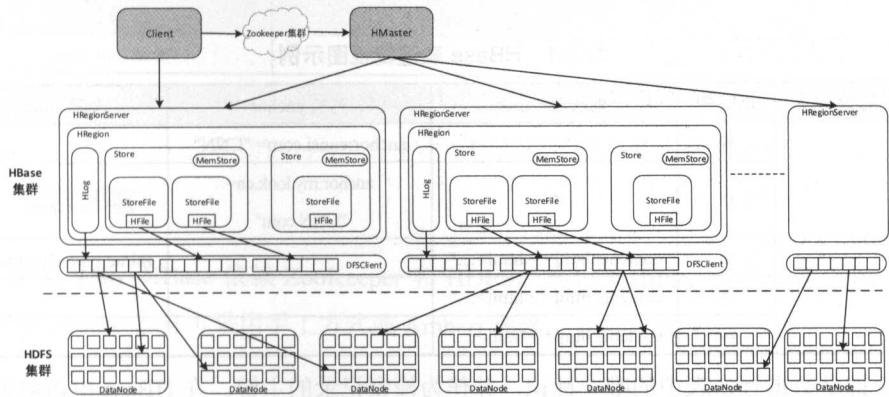 Client
Zookeeper集群
HMaster
HRegionServer
HRegion
HLog
Store
MemStore
StoreFile
HFile
StoreFile
HFile
Store
MemStore
StoreFile
HFile
DFSClient
HRegionServer
HRegion
HLog
Store
MemStore
StoreFile
HFile
StoreFile
HFile
Store
MemStore
StoreFile
HFile
DFSClient
HRegionServer
HBase
集群
HDFS
集群
DataNode
DataNode
DataNode
DataNode
DataNode
DataNode
DataNode